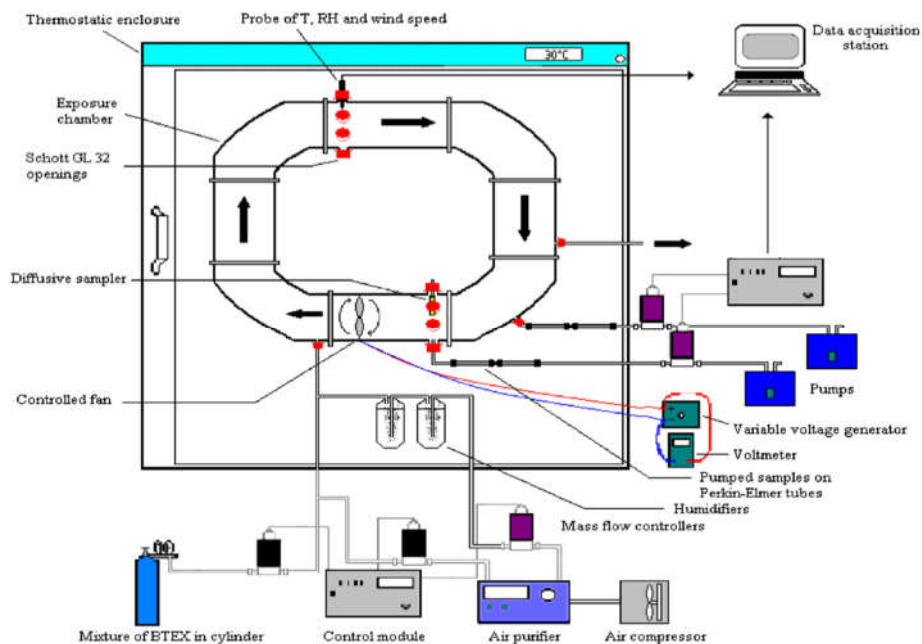 Probe of T, RH and wind speed
Thermostatic enclosure
30°C
Data acquisition
station
Exposure
chamber
Schott GL 32
openings
Diffusive sampler
Controlled fan
Pumps
Variable voltage generator
Voltmeter
Pumped samples on
Perkin-Elmer tubes
Humidifiers
Mass flow controllers
Mixture of BTEX in cylinder
Control module
Air purifier
Air compressor